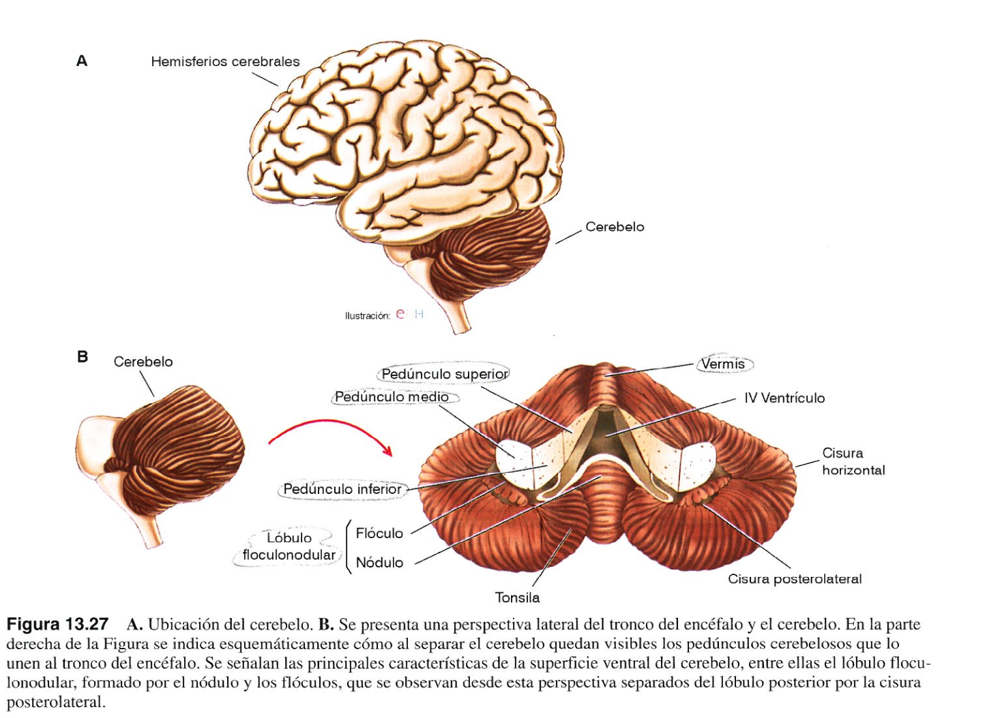 A
Hemisferios cerebrales
Cerebelo
Ilustración:
B
Cerebelo
Pedúnculo superior
Pedúnculo medio
Vermis
IV Ventrículo
Cisura
horizontal
Pedúnculo inferior
Lóbulo
floculonodular
Flóculo
Nódulo
Cisura posterolateral
Tonsila
Figura 13.27 A. Ubicación del cerebelo. B. Se presenta una perspectiva lateral del tronco del encéfalo y el cerebelo. En la parte
derecha de la Figura se indica esquemáticamente cómo al separar el cerebelo quedan visibles los pedúnculos cerebelosos que lo
unen al tronco del encéfalo. Se señalan las principales características de la superficie ventral del cerebelo, entre ellas el lóbulo flocu-
lonodular, formado por el nódulo y los flóculos, que se observan desde esta perspectiva separados del lóbulo posterior por la cisura
posterolateral.